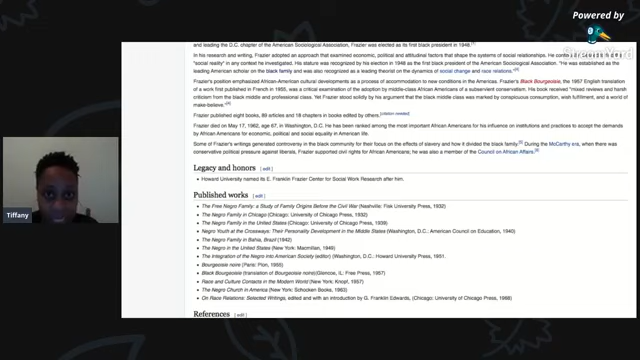 Powered by
StreamYard
and leading the D.C. chapter of the African American Sociological Association, Frazier was elected as its first black president in 1948.
In his research and writing, Frazier adopted an approach that examined economic, political and attitudinal factors that shape the systems of social relationships. He
"social reality" in any context he investigated. His stature was recognized by his election in 1948 as the first black president of the American Sociological Association. "He was established as the
leading American scholar on the black family and was also recognized as a leading theorist on the dynamics of social change and race relations."
Frazier's position emphasized African-American cultural developments as a process of accommodation to new conditions in the Americas. Frazier's Black Bourgeoisie, the 1957 English translation
of a work first published in French in 1955, was a critical examination of the adoption by middle-class African Americans of a subservient conservatism. His book received "mixed reviews and harsh
criticism from the black middle and professional class. Yet Frazier stood solidly by his argument that the black middle class was marked by conspicuous consumption, wish fulfillment, and a world of
make-believe."[4]
Frazier published eight books, 89 articles and 18 chapters in books edited by others.[citation needed]
Frazier died on May 17, 1962, age 67, in Washington, D.C. He has been ranked among the most important African Americans for his influence on institutions and practices to accept the demands
by African Americans for economic, political and social equality in American life.
Some of Frazier's writings generated controversy in the black community for their focus on the effects of slavery and how it divided the black family.[5] During the McCarthy era, when there was
conservative political pressure against liberals, Frazier supported civil rights for African Americans; he was also a member of the Council on African Affairs.
Legacy and honors [ edit ]
• Howard University named its E. Franklin Frazier Center for Social Work Research after him.
Published works [ edit ]
• The Free Negro Family: a Study of Family Origins Before the Civil War (Nashville: Fisk University Press, 1932)
• The Negro Family in Chicago (Chicago: University of Chicago Press, 1932)
• The Negro Family in the United States (Chicago: University of Chicago Press, 1939)
• Negro Youth at the Crossways: Their Personality Development in the Middle States (Washington, D.C.: American Council on Education, 1940)
• The Negro Family in Bahia, Brazil (1942)
• The Negro in the United States (New York: Macmillan, 1949)
• The Integration of the Negro into American Society (editor) (Washington, D.C.: Howard University Press, 1951.
• Bourgeoisie noire (Paris: Plon, 1955)
• Black Bourgeoisie (translation of Bourgeoisie noire)(Glencoe, IL: Free Press, 1957)
• Race and Culture Contacts in the Modern World (New York: Knopf, 1957)
• The Negro Church in America (New York: Schocken Books, 1963)
• On Race Relations: Selected Writings, edited and with an introduction by G. Franklin Edwards, (Chicago: University of Chicago Press, 1968)
References [ edit ]
Tiffany